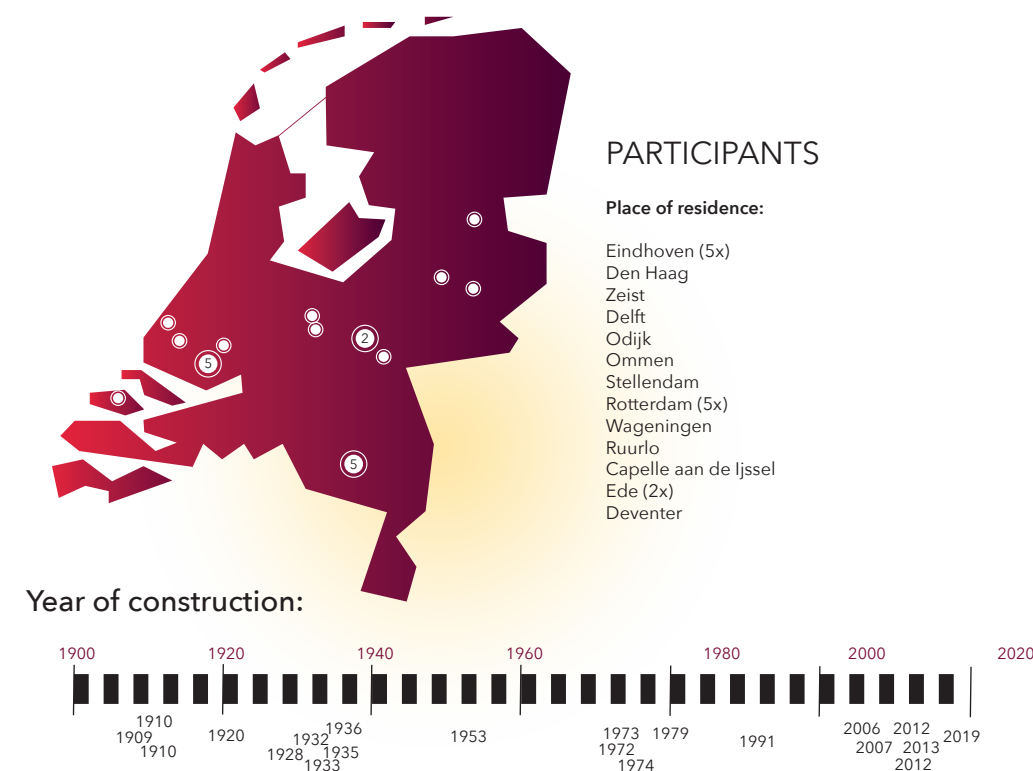 PARTICIPANTS
Place of residence:
Eindhoven (5x)
Den Haag
Zeist
Delft
Odijk
Ommen
Stellendam
Rotterdam (5x)
Wageningen
Ruurlo
Capelle aan de Ijssel
Ede (2x)
Deventer
2
5
5
Year of construction:
1900 1920 1940 1960 1980 2000 2020
1910
1909
1910
1920
1936
1932
1935
1928
1933
1953
1973
1979
1972
1974
1991
2006
2012
2019
2007
2013
2012